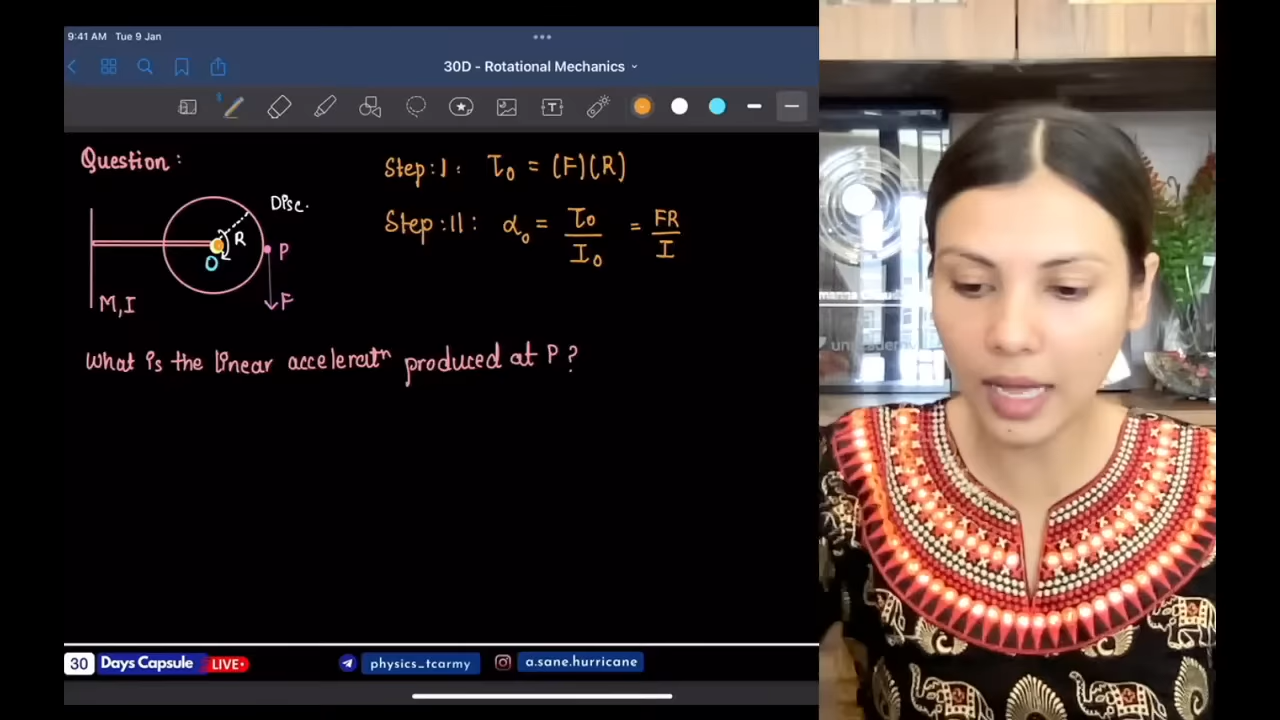 9:41 AM Tue 9 Jan
30D - Rotational Mechanics
Question:
Step:I: τ₀ = (F)(R)
Disc.
Step:II: α₀ = τ₀/I₀ = FR/I
R
P
O
F
M,I
What is the linear acceleratⁿ produced at P?
30 Days Capsule LIVE
physics_tcarmy
a.sane.hurricane